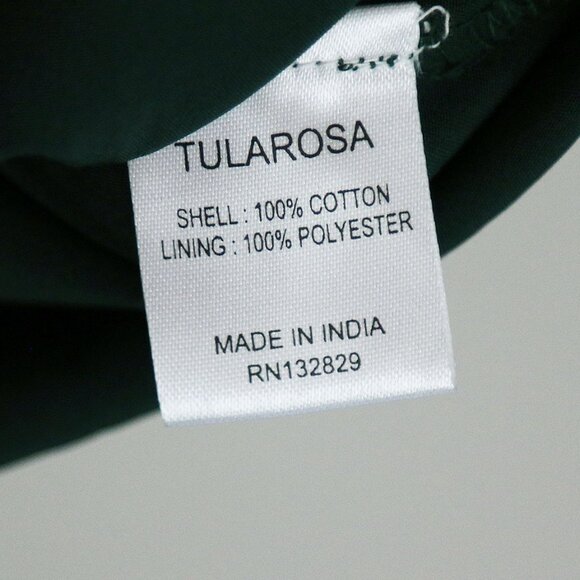 TULAROSA
SHELL : 100% COTTON
LINING : 100% POLYESTER
MADE IN INDIA
RN132829